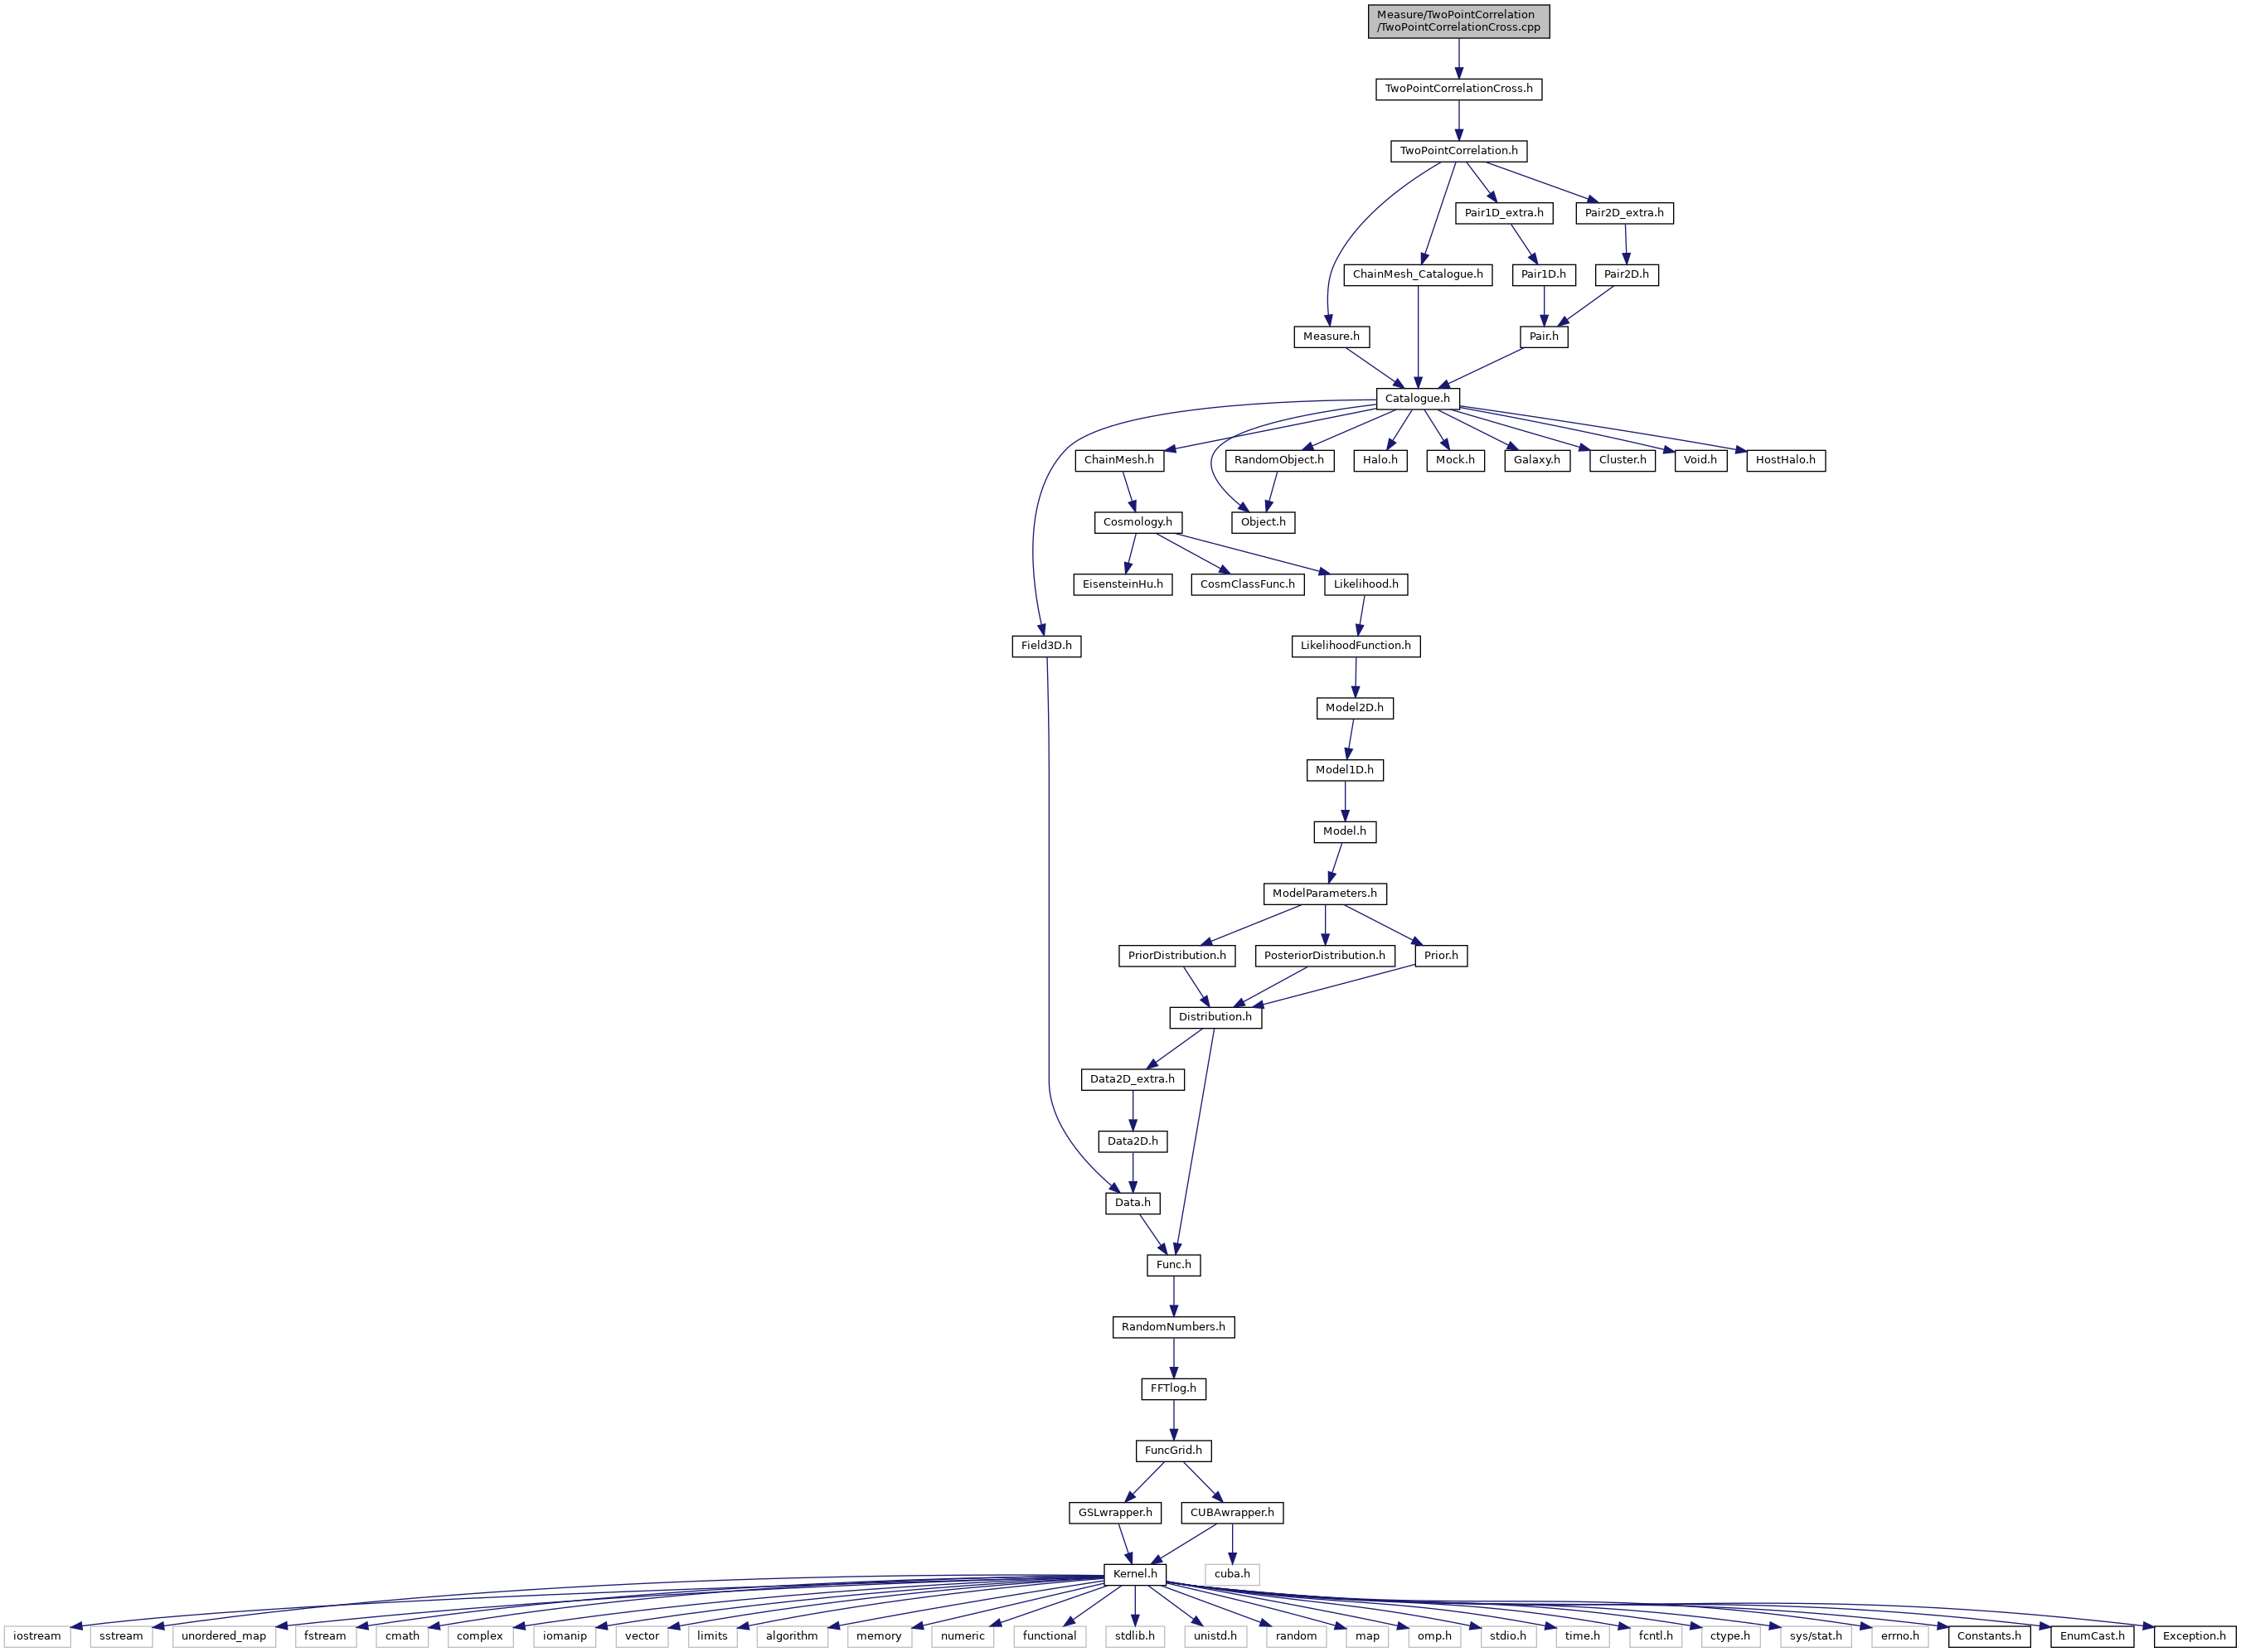 Measure/TwoPointCorrelation
/TwoPointCorrelationCross.cpp
TwoPointCorrelationCross.h
TwoPointCorrelation.h
Pair1D_extra.h
Pair2D_extra.h
ChainMesh_Catalogue.h
Pair1D.h
Pair2D.h
Measure.h
Pair.h
Catalogue.h
ChainMesh.h
RandomObject.h
Halo.h
Mock.h
Galaxy.h
Cluster.h
Void.h
HostHalo.h
Cosmology.h
Object.h
EisensteinHu.h
CosmClassFunc.h
Likelihood.h
Field3D.h
LikelihoodFunction.h
Model2D.h
Model1D.h
Model.h
ModelParameters.h
PriorDistribution.h
PosteriorDistribution.h
Prior.h
Distribution.h
Data2D_extra.h
Data2D.h
Data.h
Func.h
RandomNumbers.h
FFTlog.h
FuncGrid.h
GSLwrapper.h
CUBAwrapper.h
Kernel.h
cuba.h
iostream
sstream
unordered_map
fstream
cmath
complex
iomanip
vector
limits
algorithm
memory
numeric
functional
stdlib.h
unistd.h
random
map
omp.h
stdio.h
time.h
fcntl.h
ctype.h
sys/stat.h
errno.h
Constants.h
EnumCast.h
Exception.h